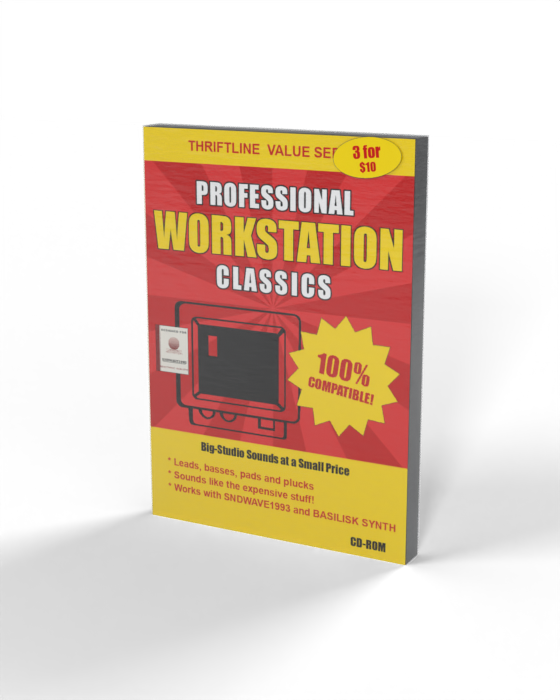 THRIFTLINE VALUE
3 for
$10
PROFESSIONAL
WORKSTATION
CLASSICS
100%
COMPATIBLE!
Big-Studio Sounds at a Small Price
* Leads, basses, pads and plucks
* Sounds like the expensive stuff!
* Works with SNDWAVE1993 and BASILISK SYNTH
CD-ROM